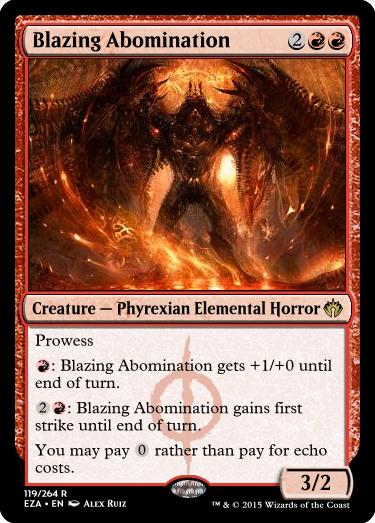 Blazing Abomination 2
Creature — Phyrexian Elemental Horror
Prowess
: Blazing Abomination gets +1/+0 until
end of turn.
2 : Blazing Abomination gains first
strike until end of turn.
You may pay 0 rather than pay for echo
costs.
3/2
119/264 R
EZA • EN Alex Ruiz
™ & © 2015 Wizards of the Coast